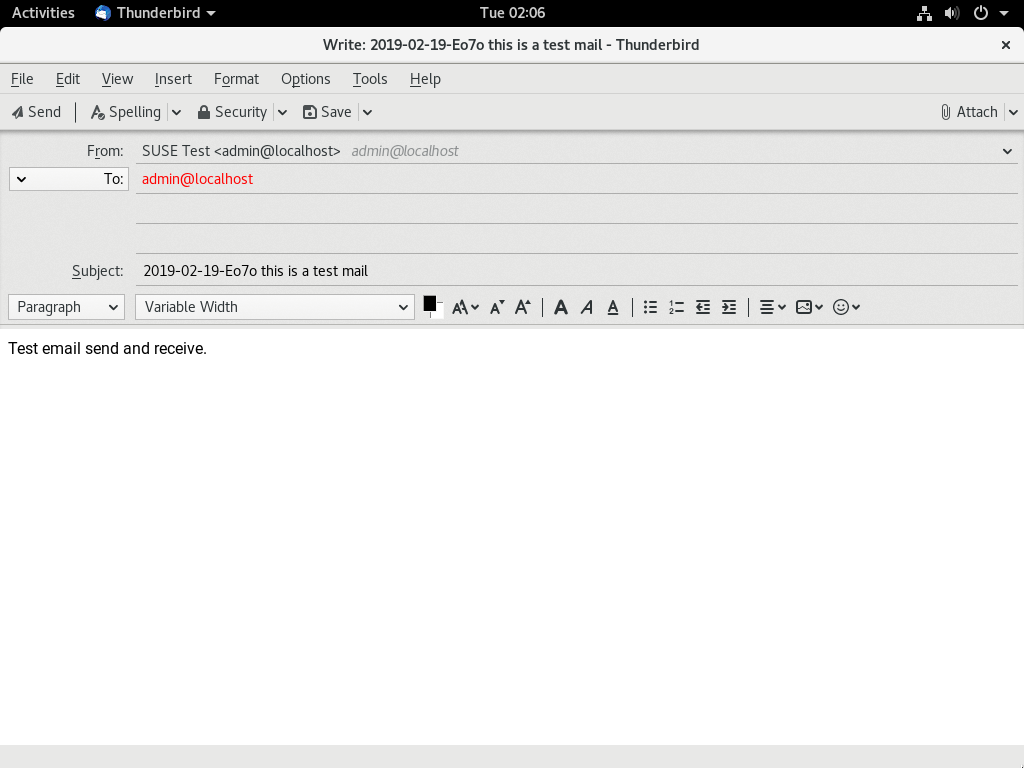 Activities Thunderbird Tue 02:06
Write: 2019-02-19-Eo7o this is a test mail - Thunderbird
File Edit View Insert Format Options Tools Help
Send Spelling Security Save Attach
From: SUSE Test <admin@localhost> admin@localhost
To: admin@localhost
Subject: 2019-02-19-Eo7o this is a test mail
Paragraph Variable Width
Test email send and receive.